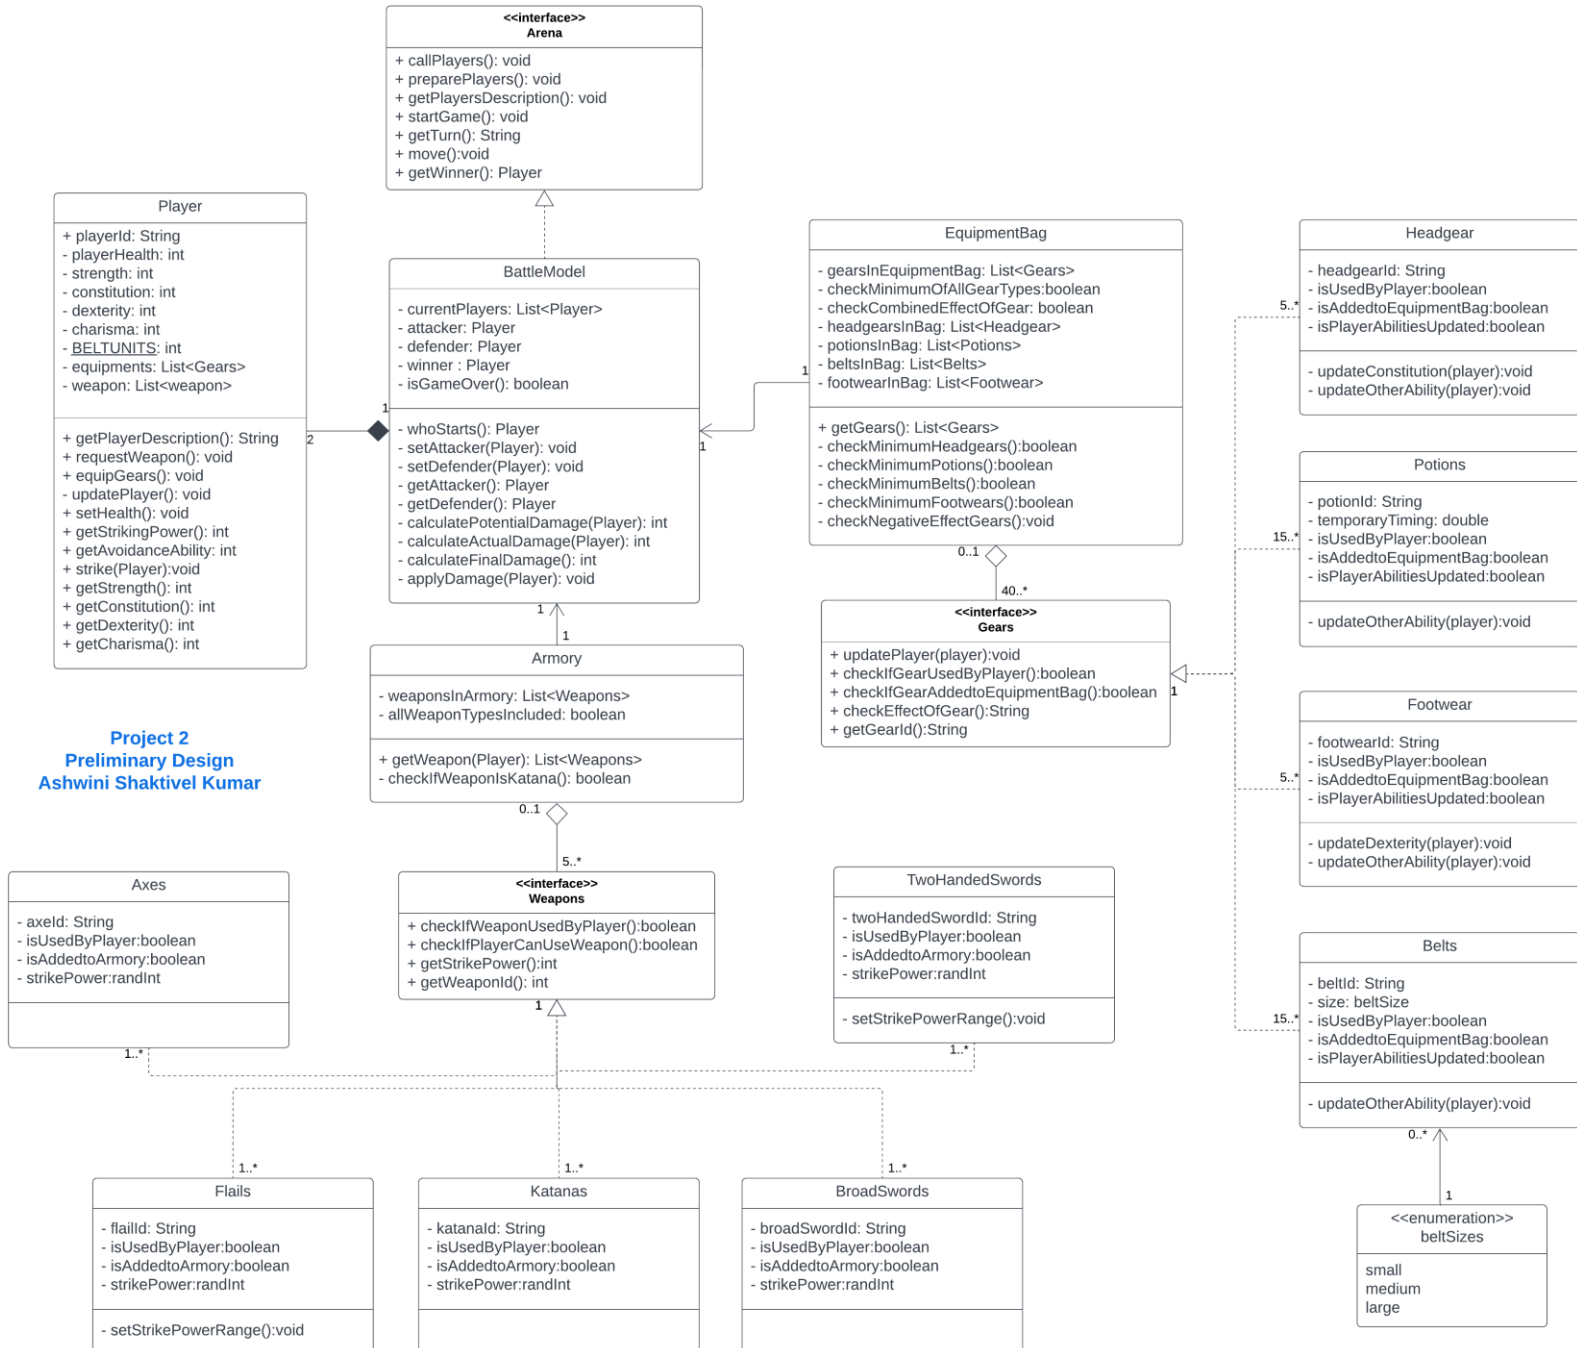 <<interface>>
Arena
+ callPlayers(): void
+ preparePlayers(): void
+ getPlayersDescription(): void
+ startGame(): void
+ getTurn(): String
+ move():void
+ getWinner(): Player
Player
+ playerId: String
- playerHealth: int
- strength: int
- constitution: int
- dexterity: int
- charisma: int
- BELTUNITS: int
- equipments: List<Gears>
- weapon: List<weapon>
+ getPlayerDescription(): String
+ requestWeapon(): void
+ equipGears(): void
- updatePlayer(): void
+ setHealth(): void
+ getStrikingPower(): int
+ getAvoidanceAbility: int
+ strike(Player):void
+ getStrength(): int
+ getConstitution(): int
+ getDexterity(): int
+ getCharisma(): int
2
1
BattleModel
- currentPlayers: List<Player>
- attacker: Player
- defender: Player
- winner : Player
- isGameOver(): boolean
- whoStarts(): Player
- setAttacker(Player): void
- setDefender(Player): void
- getAttacker(): Player
- getDefender(): Player
- calculatePotentialDamage(Player): int
- calculateActualDamage(Player): int
- calculateFinalDamage(): int
- applyDamage(Player): void
1
1
EquipmentBag
- gearsInEquipmentBag: List<Gears>
- checkMinimumOfAllGearTypes:boolean
- checkCombinedEffectOfGear: boolean
- headgearsInBag: List<Headgear>
- potionsInBag: List<Potions>
- beltsInBag: List<Belts>
- footwearInBag: List<Footwear>
+ getGears(): List<Gears>
- checkMinimumHeadgears():boolean
- checkMinimumPotions():boolean
- checkMinimumBelts():boolean
- checkMinimumFootwears():boolean
- checkNegativeEffectGears():void
0..1
40..*
<<interface>>
Gears
+ updatePlayer(player):void
+ checkIfGearUsedByPlayer():boolean
+ checkIfGearAddedtoEquipmentBag():boolean
+ checkEffectOfGear():String
+ getGearId():String
1
Headgear
- headgearId: String
- isUsedByPlayer:boolean
- isAddedtoEquipmentBag:boolean
- isPlayerAbilitiesUpdated:boolean
- updateConstitution(player):void
- updateOtherAbility(player):void
5..*
Potions
- potionId: String
- temporaryTiming: double
- isUsedByPlayer:boolean
- isAddedtoEquipmentBag:boolean
- isPlayerAbilitiesUpdated:boolean
- updateOtherAbility(player):void
15..*
Footwear
- footwearId: String
- isUsedByPlayer:boolean
- isAddedtoEquipmentBag:boolean
- isPlayerAbilitiesUpdated:boolean
- updateDexterity(player):void
- updateOtherAbility(player):void
5..*
Belts
- beltId: String
- size: beltSize
- isUsedByPlayer:boolean
- isAddedtoEquipmentBag:boolean
- isPlayerAbilitiesUpdated:boolean
- updateOtherAbility(player):void
15..*
0..*
1
<<enumeration>>
beltSizes
small
medium
large
1
1
Armory
- weaponsInArmory: List<Weapons>
- allWeaponTypesIncluded: boolean
+ getWeapon(Player): List<Weapons>
- checkIfWeaponIsKatana(): boolean
0..1
5..*
Project 2
Preliminary Design
Ashwini Shaktivel Kumar
<<interface>>
Weapons
+ checkIfWeaponUsedByPlayer():boolean
+ checkIfPlayerCanUseWeapon():boolean
+ getStrikePower():int
+ getWeaponId(): int
1
Axes
- axeId: String
- isUsedByPlayer:boolean
- isAddedtoArmory:boolean
- strikePower:randInt
1..*
TwoHandedSwords
- twoHandedSwordId: String
- isUsedByPlayer:boolean
- isAddedtoArmory:boolean
- strikePower:randInt
- setStrikePowerRange():void
1..*
1..*
Flails
- flailId: String
- isUsedByPlayer:boolean
- isAddedtoArmory:boolean
- strikePower:randInt
- setStrikePowerRange():void
1..*
Katanas
- katanaId: String
- isUsedByPlayer:boolean
- isAddedtoArmory:boolean
- strikePower:randInt
1..*
BroadSwords
- broadSwordId: String
- isUsedByPlayer:boolean
- isAddedtoArmory:boolean
- strikePower:randInt